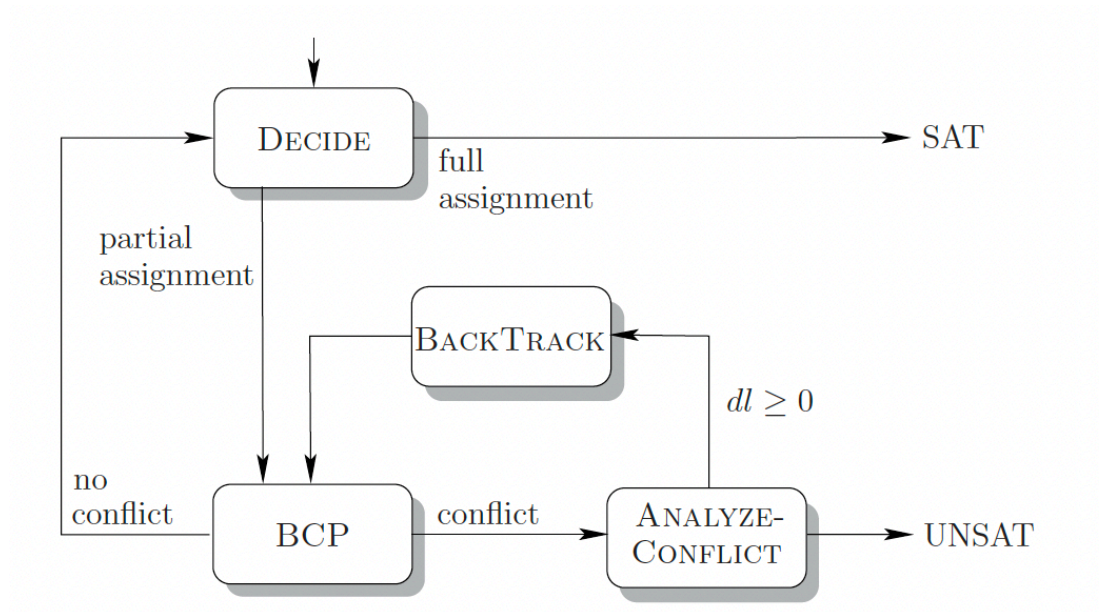 DECIDE
SAT
full
assignment
partial
assignment
BACKTRACK
dl ≥ 0
no
conflict
BCP
conflict
ANALYZE-
CONFLICT
UNSAT